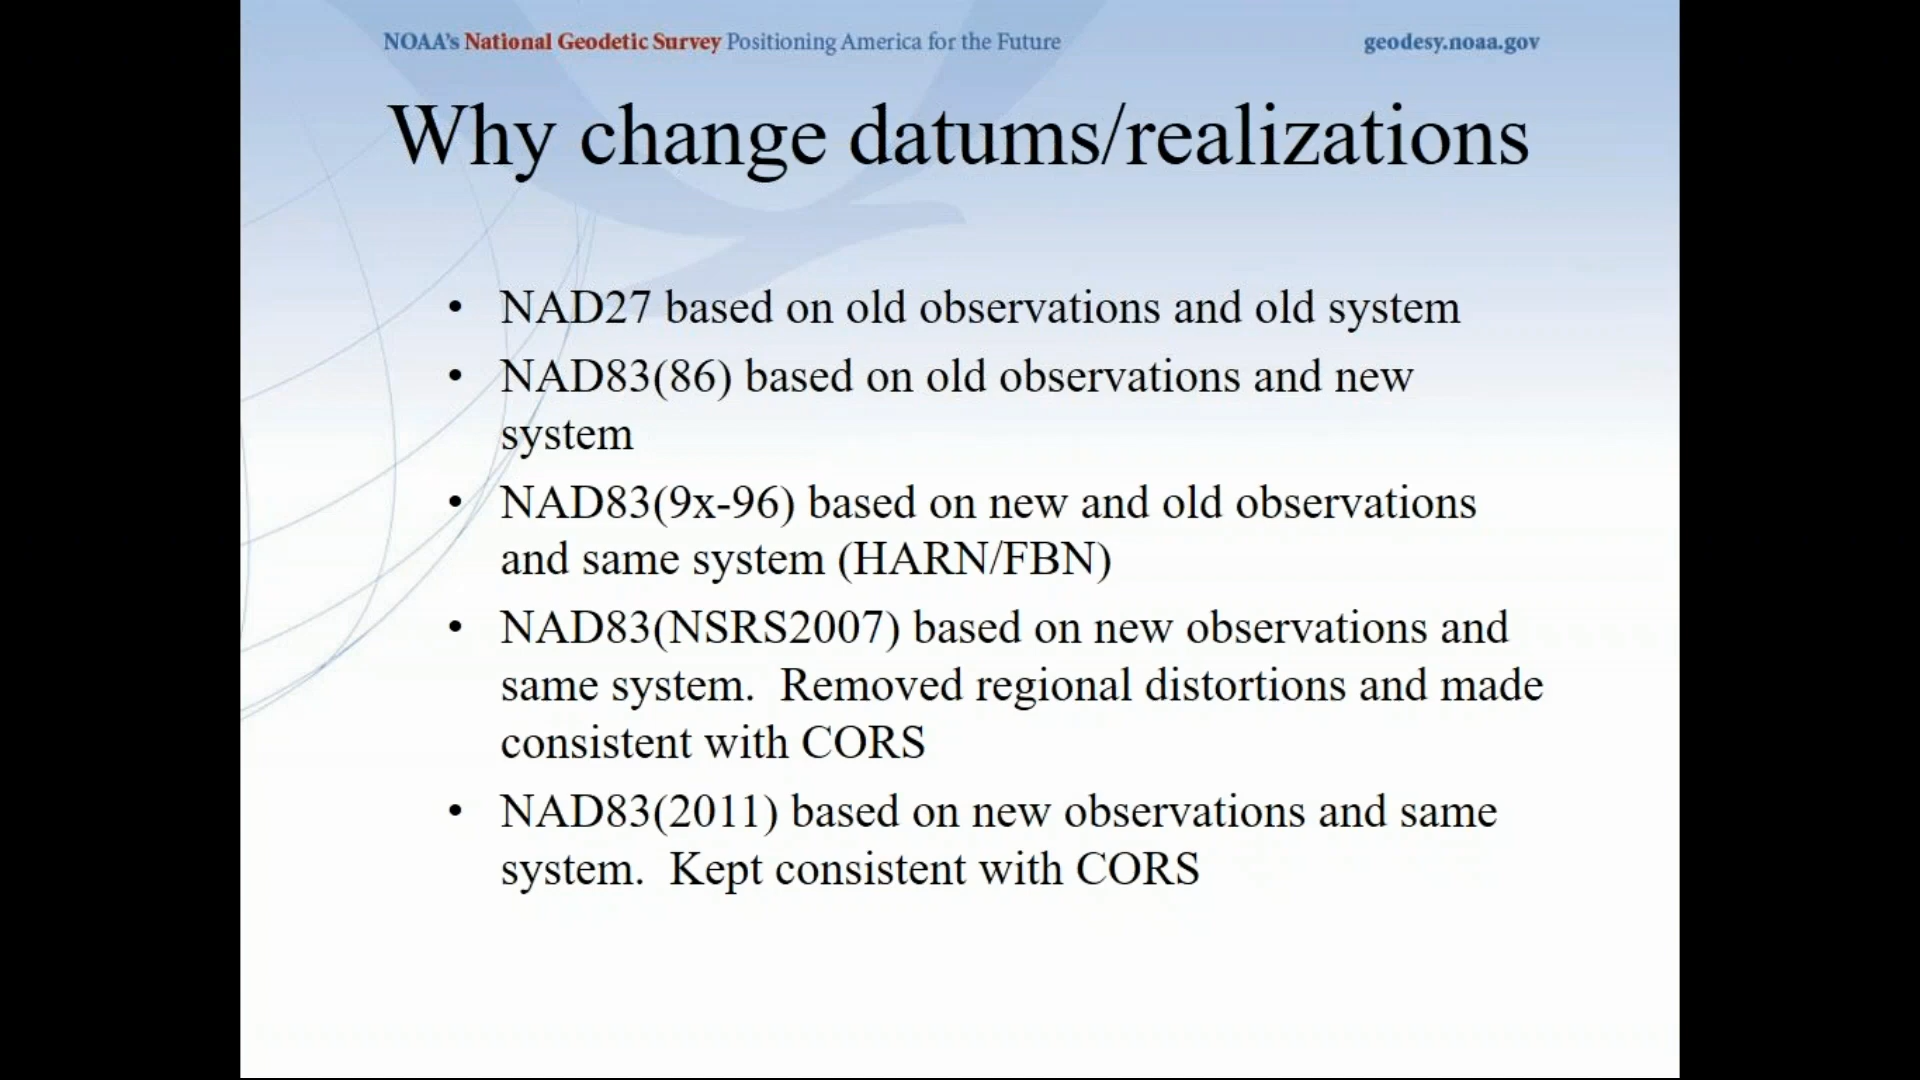 NOAA's National Geodetic Survey Positioning America for the Future geodesy.noaa.gov
Why change datums/realizations
• NAD27 based on old observations and old system
• NAD83(86) based on old observations and new
system
• NAD83(9x-96) based on new and old observations
and same system (HARN/FBN)
• NAD83(NSRS2007) based on new observations and
same system.  Removed regional distortions and made
consistent with CORS
• NAD83(2011) based on new observations and same
system.  Kept consistent with CORS